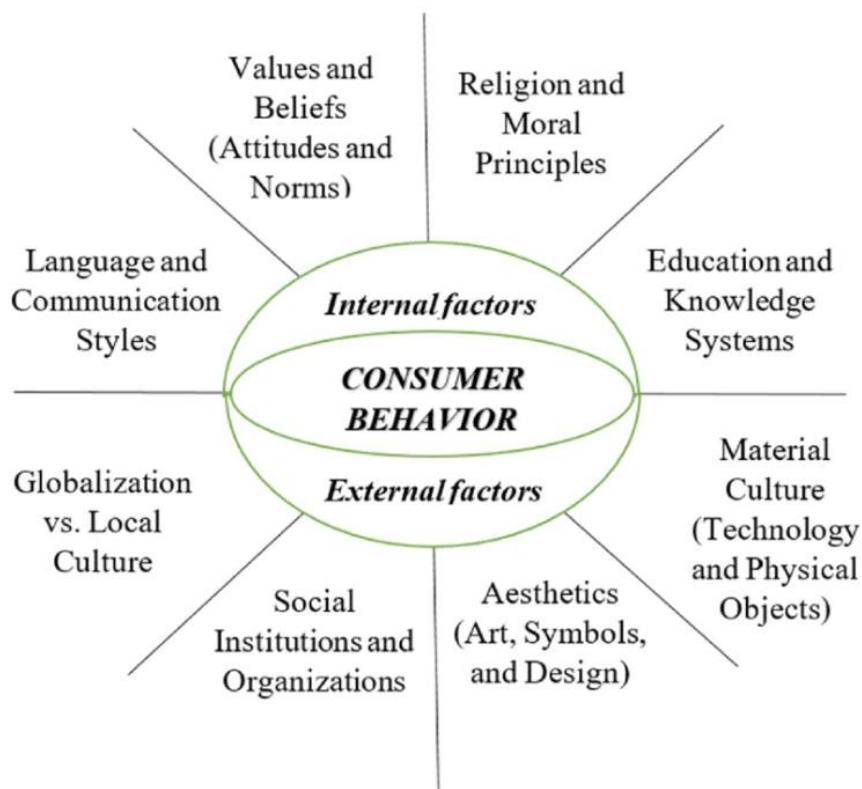 Values and
Beliefs
(Attitudes and
Norms)
Religion and
Moral
Principles
Language and
Communication
Styles
Education and
Knowledge
Systems
Internal factors
CONSUMER
BEHAVIOR
External factors
Globalization
vs. Local
Culture
Social
Institutions and
Organizations
Aesthetics
(Art, Symbols,
and Design)
Material
Culture
(Technology
and Physical
Objects)